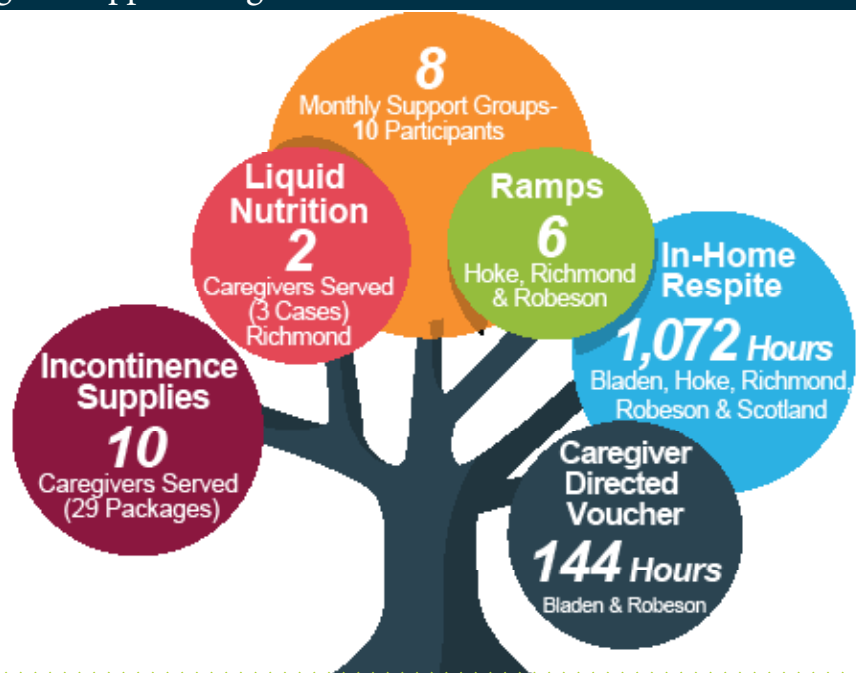 8
Monthly Support Groups-
10 Participants
Liquid
Nutrition
2
Caregivers Served
(3 Cases)
Richmond
Ramps
6
Hoke, Richmond
& Robeson
In-Home
Respite
1,072 Hours
Bladen, Hoke, Richmond,
Robeson & Scotland
Incontinence
Supplies
10
Caregivers Served
(29 Packages)
Caregiver
Directed
Voucher
144 Hours
Bladen & Robeson